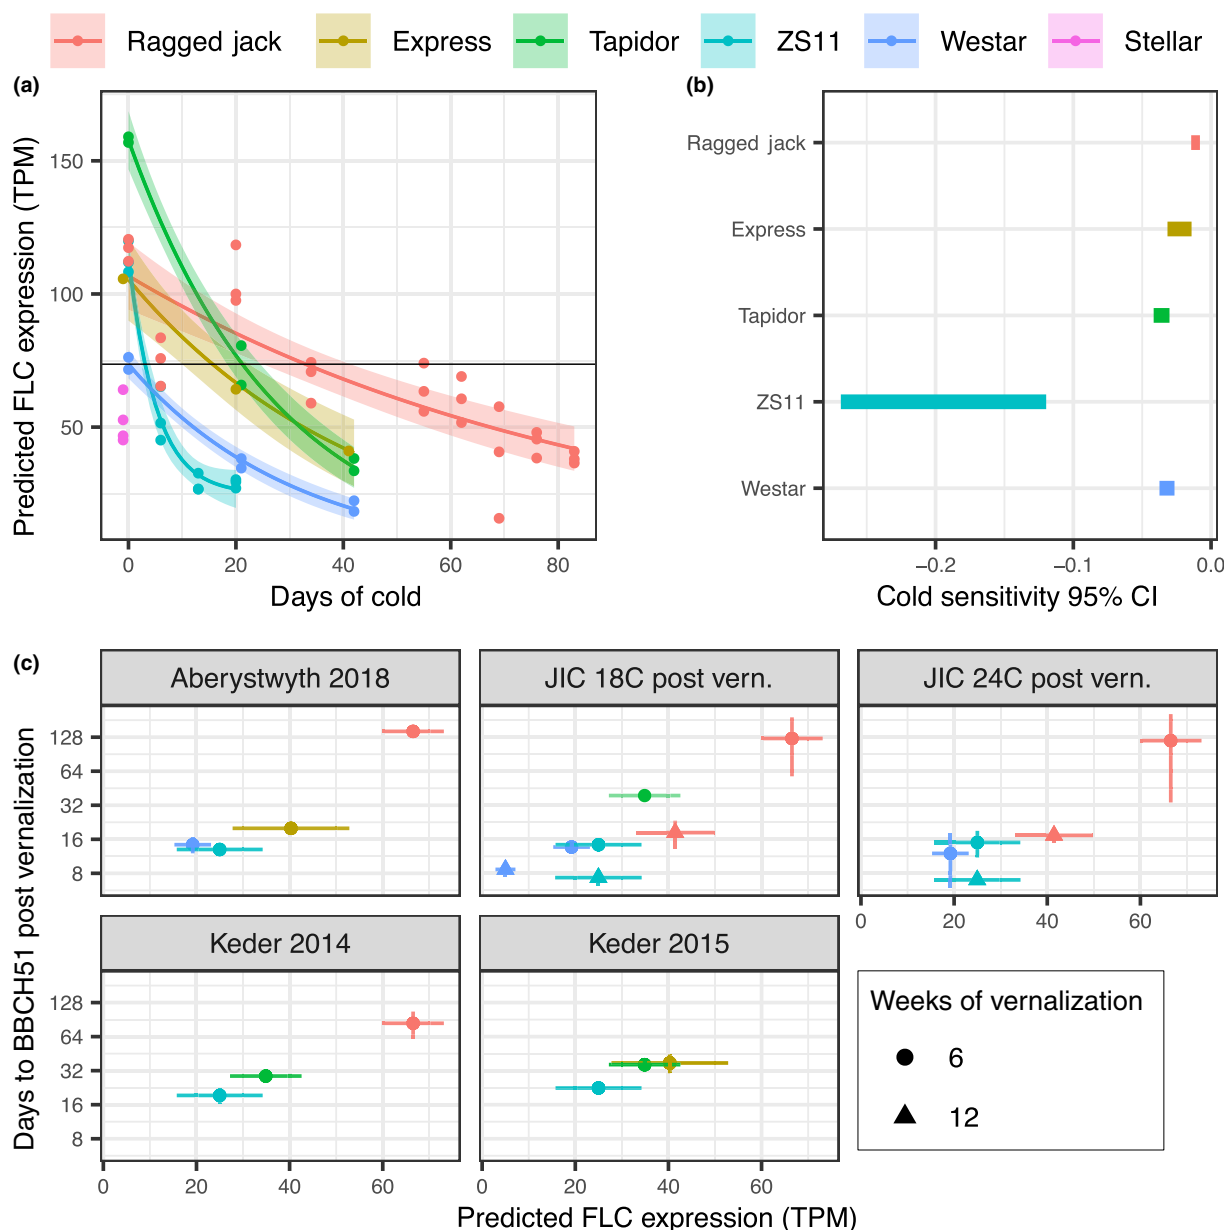 Ragged jack Express Tapidor ZS11 Westar Stellar
(a)
Predicted FLC expression (TPM)
150
100
50
0 20 40 60 80
Days of cold
(b)
Ragged jack
Express
Tapidor
ZS11
Westar
−0.2 −0.1 0.0
Cold sensitivity 95% CI
(c)
Days to BBCH51 post vernalization
Aberystwyth 2018 JIC 18C post vern. JIC 24C post vern.
128
64
32
16
8
0 20 40 60
Keder 2014 Keder 2015
128
64
32
16
8
0 20 40 60 0 20 40 60
Predicted FLC expression (TPM)
Weeks of vernalization
6
12